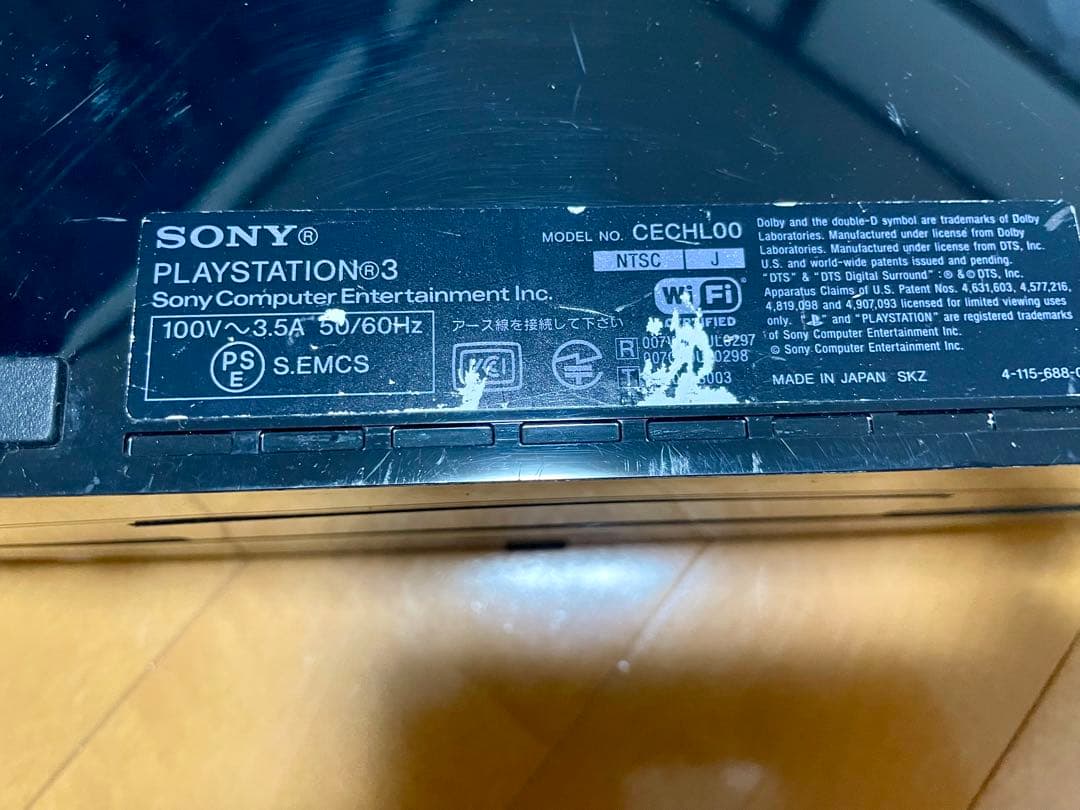 SONY®
PLAYSTATION®3
Sony Computer Entertainment Inc.
100V～3.5A 50/60Hz
PS
E
S.EMCS
アース線を接続して下さい
MODEL NO. CECHL00
NTSC J
Wi Fi
CERTIFIED
R
T
Dolby and the double-D symbol are trademarks of Dolby
Laboratories. Manufactured under license from Dolby
Laboratories. Manufactured under license from DTS, Inc.
U.S. and world-wide patents issued and pending.
"DTS" & "DTS Digital Surround" :® &©DTS, Inc.
Apparatus Claims of U.S. Patent Nos. 4,631,603, 4,577,216,
4,819,098 and 4,907,093 licensed for limited viewing uses
only. " " and "PLAYSTATION" are registered trademarks
of Sony Computer Entertainment Inc.
© Sony Computer Entertainment Inc.
MADE IN JAPAN SKZ